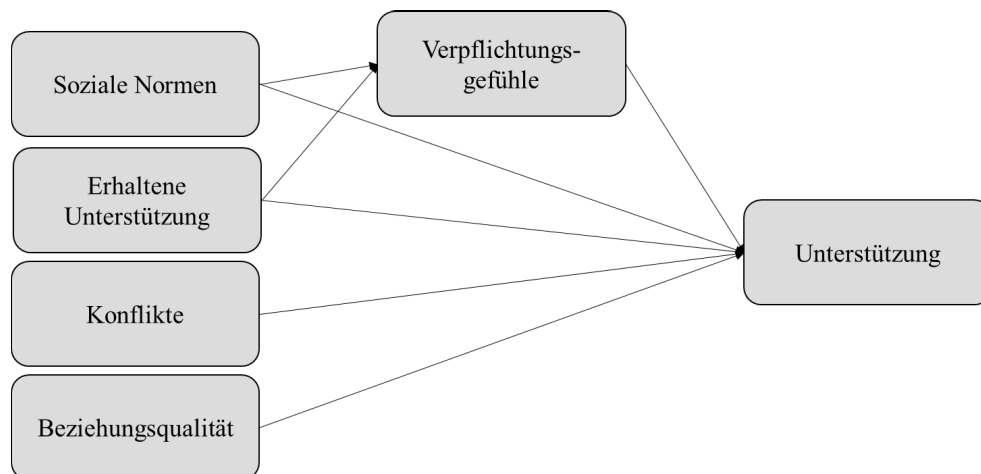 Soziale Normen
Verpflichtungs-
gefühle
Erhaltene
Unterstützung
Unterstützung
Konflikte
Beziehungsqualität